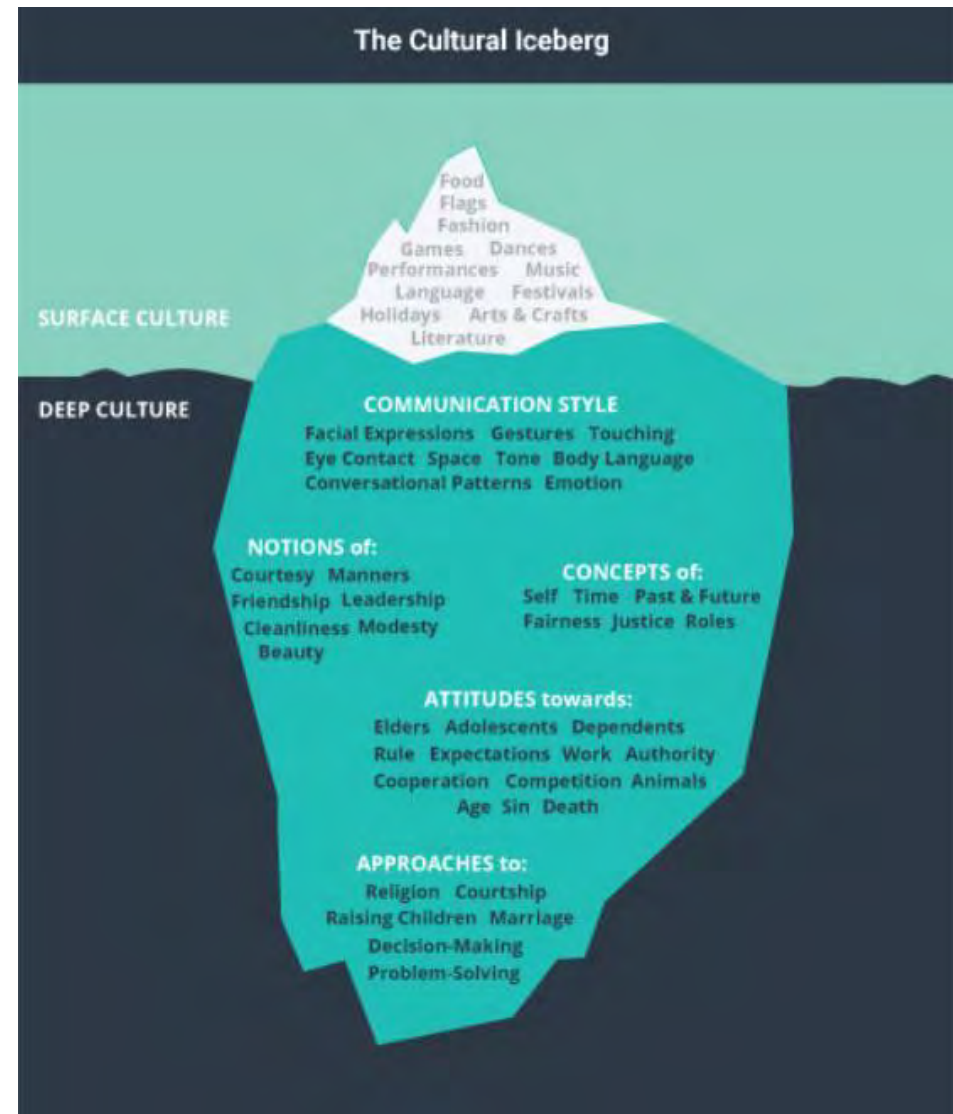 The Cultural Iceberg
Food
Flags
Fashion
Games Dances
Performances Music
Language Festivals
Holidays Arts & Crafts
Literature
SURFACE CULTURE
DEEP CULTURE
COMMUNICATION STYLE
Facial Expressions Gestures Touching
Eye Contact Space Tone Body Language
Conversational Patterns Emotion
NOTIONS of:
Courtesy Manners
Friendship Leadership
Cleanliness Modesty
Beauty
CONCEPTS of:
Self Time Past & Future
Fairness Justice Roles
ATTITUDES towards:
Elders Adolescents Dependents
Rule Expectations Work Authority
Cooperation Competition Animals
Age Sin Death
APPROACHES to:
Religion Courtship
Raising Children Marriage
Decision-Making
Problem-Solving